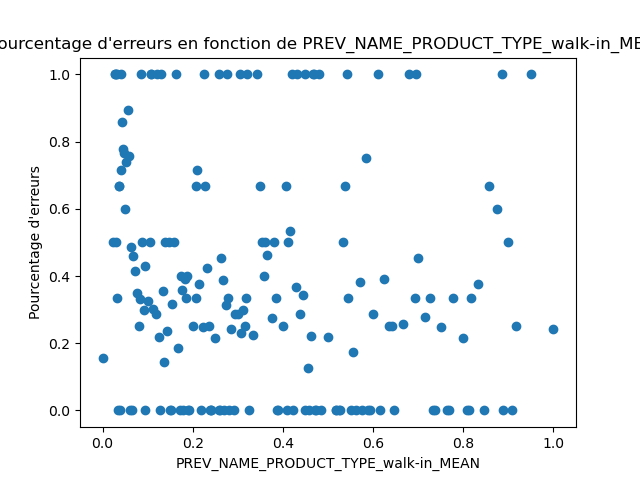 ourcentage d'erreurs en fonction de PREV_NAME_PRODUCT_TYPE_walk-in_ME
1.0
0.8
0.6
0.4
0.2
0.0
Pourcentage d'erreurs
0.0 0.2 0.4 0.6 0.8 1.0
PREV_NAME_PRODUCT_TYPE_walk-in_MEAN